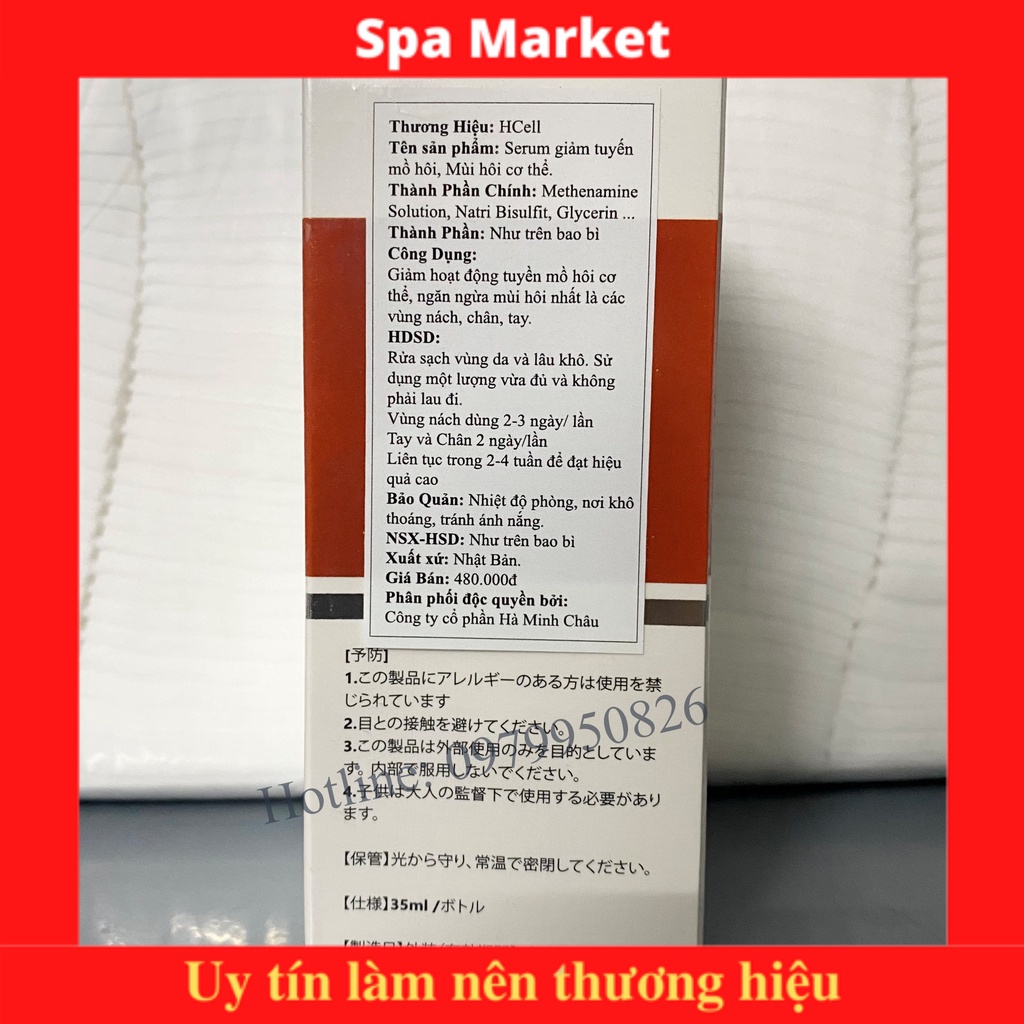 Spa Market
Thương Hiệu: HCell
Tên sản phẩm: Serum giảm tuyến
mồ hôi, Mùi hôi cơ thể.
Thành Phần Chính: Methenamine
Solution, Natri Bisulfit, Glycerin ...
Thành Phần: Như trên bao bì
Công Dụng:
Giảm hoạt động tuyền mồ hôi cơ
thể, ngăn ngừa mùi hôi nhất là các
vùng nách, chân, tay.
HDSD:
Rửa sạch vùng da và lâu khô. Sử
dụng một lượng vừa đủ và không
phải lau đi.
Vùng nách dùng 2-3 ngày/ lần
Tay và Chân 2 ngày/lần
Liên tục trong 2-4 tuần để đạt hiệu
quả cao
Bảo Quản: Nhiệt độ phòng, nơi khô
thoáng, tránh ánh nắng.
NSX-HSD: Như trên bao bì
Xuất xứ: Nhật Bản.
Giá Bán: 480.000đ
Phân phối độc quyền bởi:
Công ty cổ phần Hà Minh Châu
【予防】
1.この製品にアレルギーのある方は使用を禁
じられています
2.目との接触を避けてください。
3.この製品は外部使用のみを目的としていま
す。内部で服用しないでください。
4.子供は大人の監督下で使用する必要があり
ます。
Hotline: 0979950826
【保管】光から守り、常温で密閉してください。
【仕様】35ml /ボトル
Uy tín làm nên thương hiệu